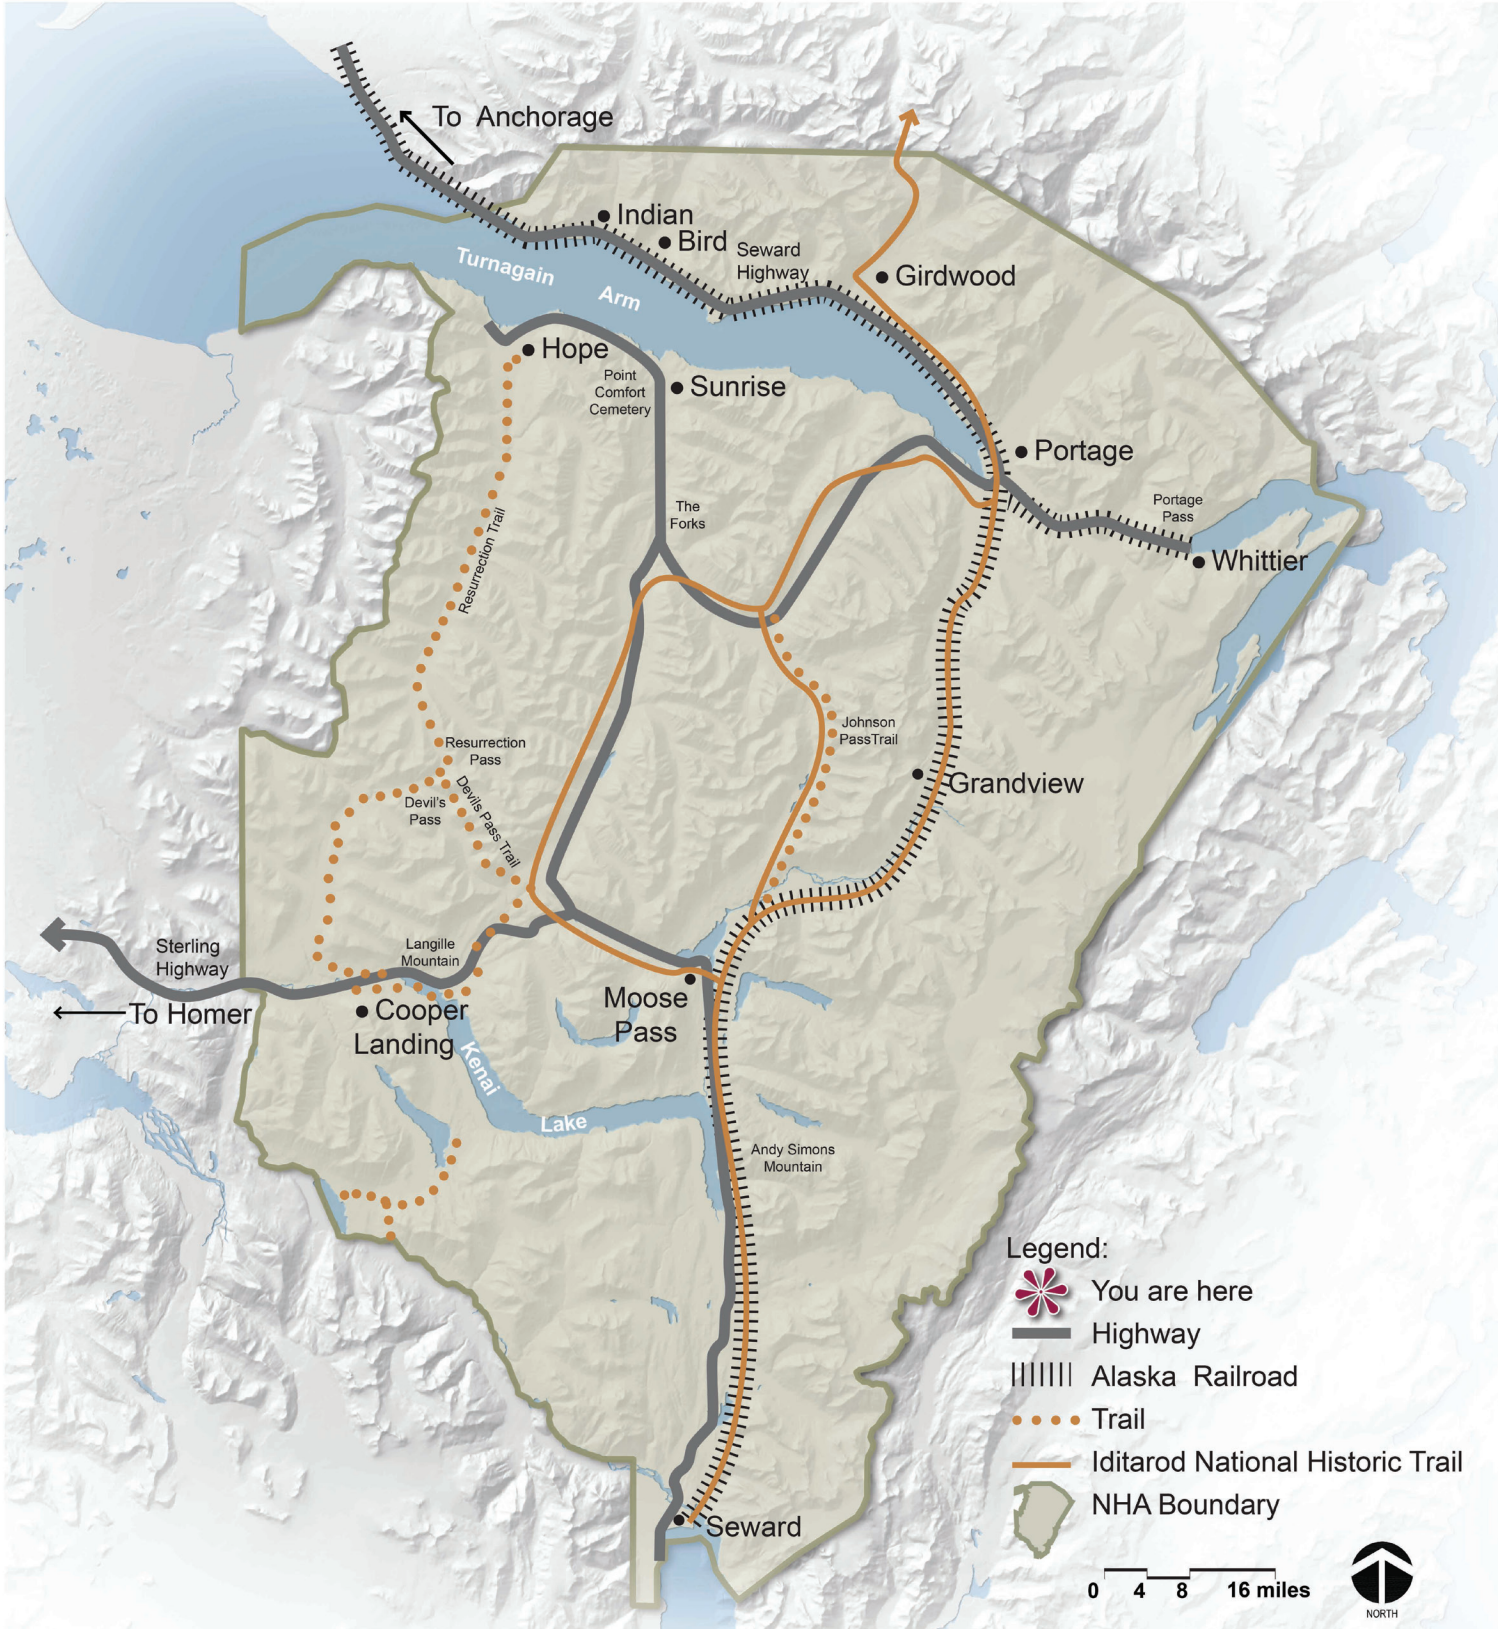 To Anchorage
Indian
Bird
Seward
Highway
Girdwood
Turnagain Arm
Hope
Point
Comfort
Cemetery
Sunrise
Portage
The
Forks
Portage
Pass
Whittier
Resurrection Trail
Johnson
PassTrail
Resurrection
Pass
Devil's
Pass
Devils Pass Trail
Grandview
Sterling
Highway
Langille
Mountain
To Homer
Cooper
Landing
Moose
Pass
Kenai
Lake
Andy Simons
Mountain
Seward
Legend:
You are here
Highway
Alaska Railroad
Trail
Iditarod National Historic Trail
NHA Boundary
0 4 8 16 miles
NORTH